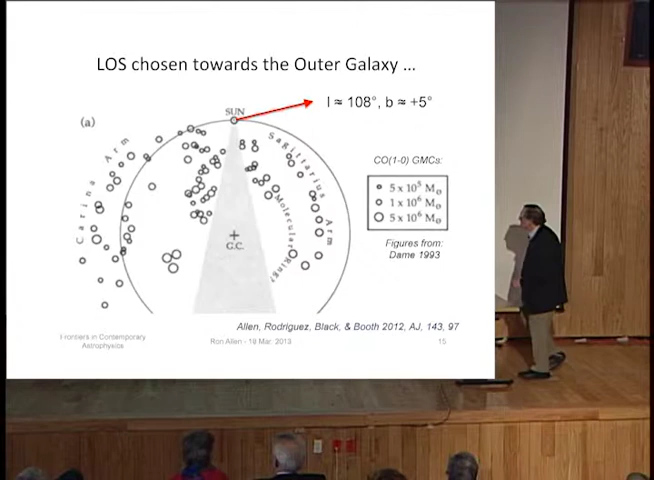 LOS chosen towards the Outer Galaxy ...
l ≈ 108°, b ≈ +5°
SUN
(a)
Carina Arm
Sagittarius Arm
Molecular Ring?
G.C.
CO(1-0) GMCs:
5 x 10⁵ M⊙
1 x 10⁶ M⊙
5 x 10⁶ M⊙
Figures from:
Dame 1993
Allen, Rodriguez, Black, & Booth 2012, AJ, 143, 97
Frontiers in Contemporary
Astrophysics
Ron Allen - 18 Mar. 2013
15